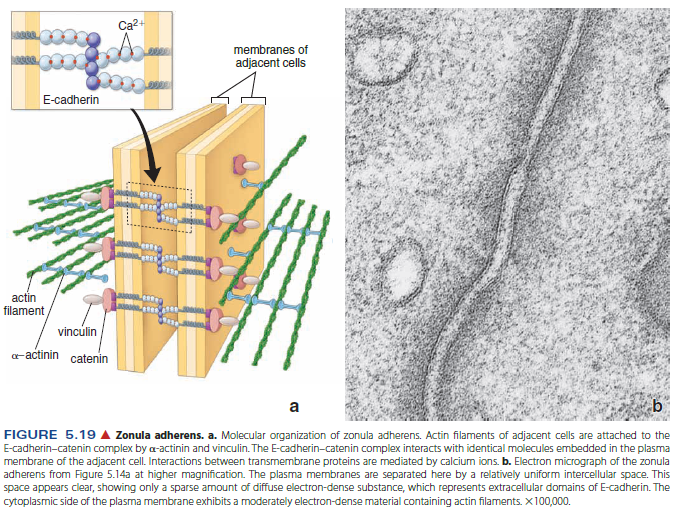 Ca2+
membranes of
adjacent cells
E-cadherin
actin
filament
vinculin
α–actinin
catenin
a
b
FIGURE 5.19 ▲ Zonula adherens. a. Molecular organization of zonula adherens. Actin filaments of adjacent cells are attached to the
E-cadherin–catenin complex by α-actinin and vinculin. The E-cadherin–catenin complex interacts with identical molecules embedded in the plasma
membrane of the adjacent cell. Interactions between transmembrane proteins are mediated by calcium ions. b. Electron micrograph of the zonula
adherens from Figure 5.14a at higher magnification. The plasma membranes are separated here by a relatively uniform intercellular space. This
space appears clear, showing only a sparse amount of diffuse electron-dense substance, which represents extracellular domains of E-cadherin. The
cytoplasmic side of the plasma membrane exhibits a moderately electron-dense material containing actin filaments. ×100,000.